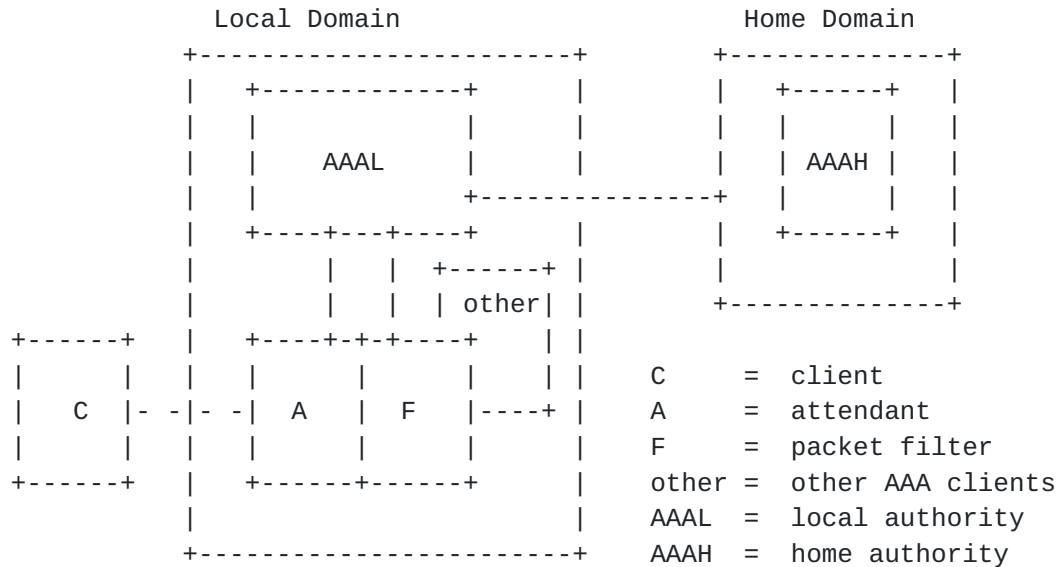 Local Domain Home Domain
AAAL AAAH
other
C A F
C = client
A = attendant
F = packet filter
other = other AAA clients
AAAL = local authority
AAAH = home authority